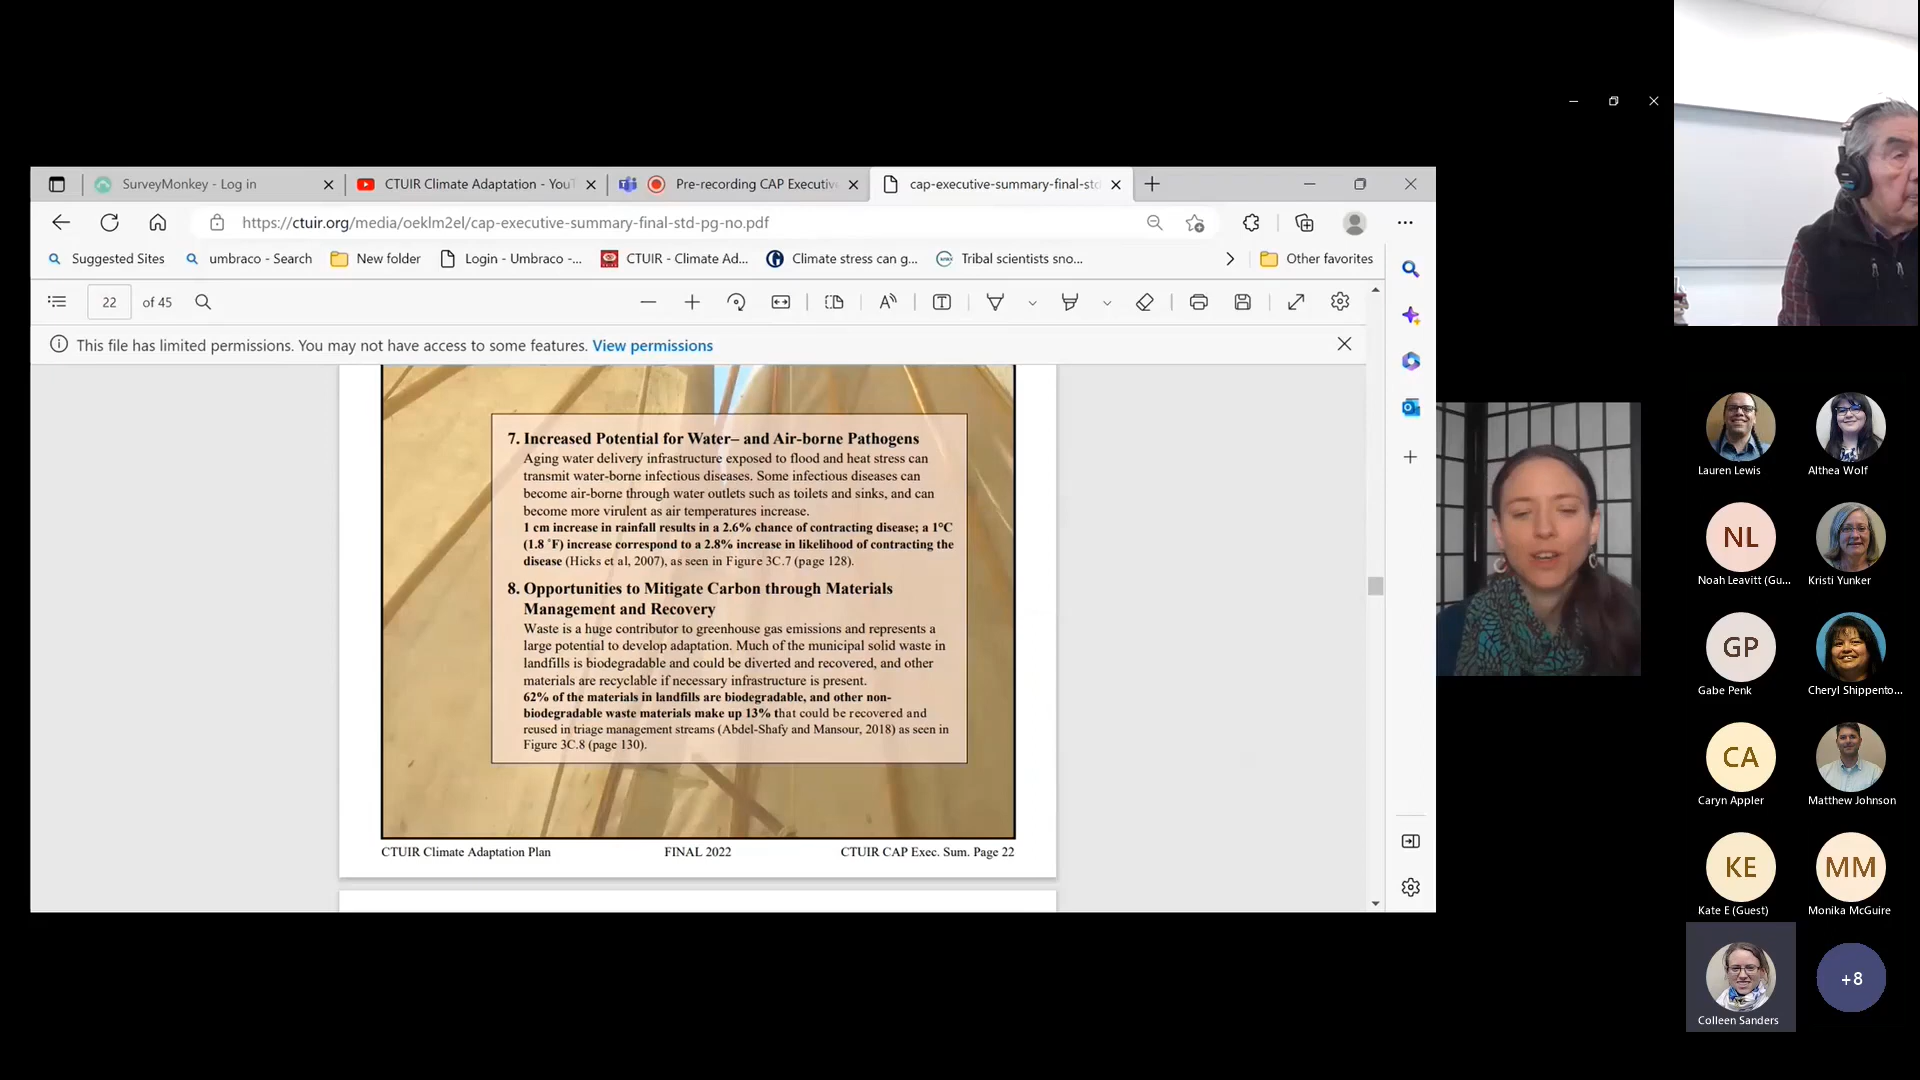 SurveyMonkey - Log in
CTUIR Climate Adaptation - YouT
Pre-recording CAP Executiv
cap-executive-summary-final-std
https://ctuir.org/media/oeklm2el/cap-executive-summary-final-std-pg-no.pdf
Suggested Sites
umbraco - Search
New folder
Login - Umbraco -...
CTUIR - Climate Ad...
Climate stress can g...
Tribal scientists sno...
Other favorites
22 of 45
This file has limited permissions. You may not have access to some features. View permissions
7. Increased Potential for Water– and Air-borne Pathogens
Aging water delivery infrastructure exposed to flood and heat stress can
transmit water-borne infectious diseases. Some infectious diseases can
become air-borne through water outlets such as toilets and sinks, and can
become more virulent as air temperatures increase.
1 cm increase in rainfall results in a 2.6% chance of contracting disease; a 1°C
(1.8 ˚F) increase correspond to a 2.8% increase in likelihood of contracting the
disease (Hicks et al, 2007), as seen in Figure 3C.7 (page 128).
8. Opportunities to Mitigate Carbon through Materials
Management and Recovery
Waste is a huge contributor to greenhouse gas emissions and represents a
large potential to develop adaptation. Much of the municipal solid waste in
landfills is biodegradable and could be diverted and recovered, and other
materials are recyclable if necessary infrastructure is present.
62% of the materials in landfills are biodegradable, and other non-
biodegradable waste materials make up 13% that could be recovered and
reused in triage management streams (Abdel-Shafy and Mansour, 2018) as seen in
Figure 3C.8 (page 130).
CTUIR Climate Adaptation Plan
FINAL 2022
CTUIR CAP Exec. Sum. Page 22
Lauren Lewis
Althea Wolf
NL
Noah Leavitt (Gu...
Kristi Yunker
GP
Gabe Penk
Cheryl Shippento...
CA
Caryn Appler
Matthew Johnson
KE
Kate E (Guest)
MM
Monika McGuire
Colleen Sanders
+8